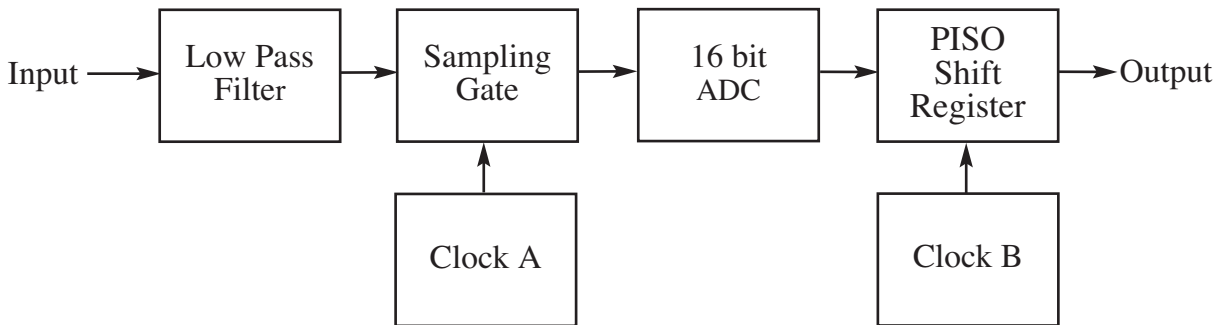 Input
Low Pass
Filter
Sampling
Gate
16 bit
ADC
PISO
Shift
Register
Output
Clock A
Clock B